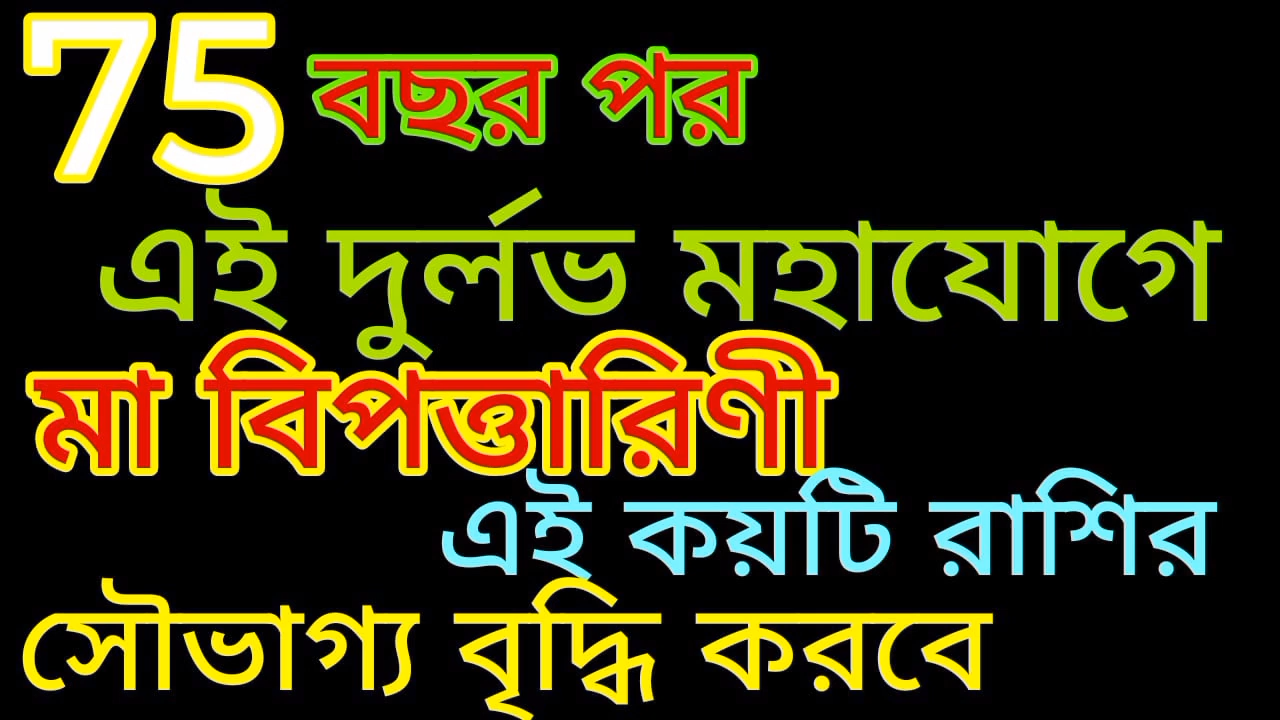 75 বছর পর
এই দুর্লভ মহাযোগে
মা বিপত্তারিণী
এই কয়টি রাশির
সৌভাগ্য বৃদ্ধি করবে